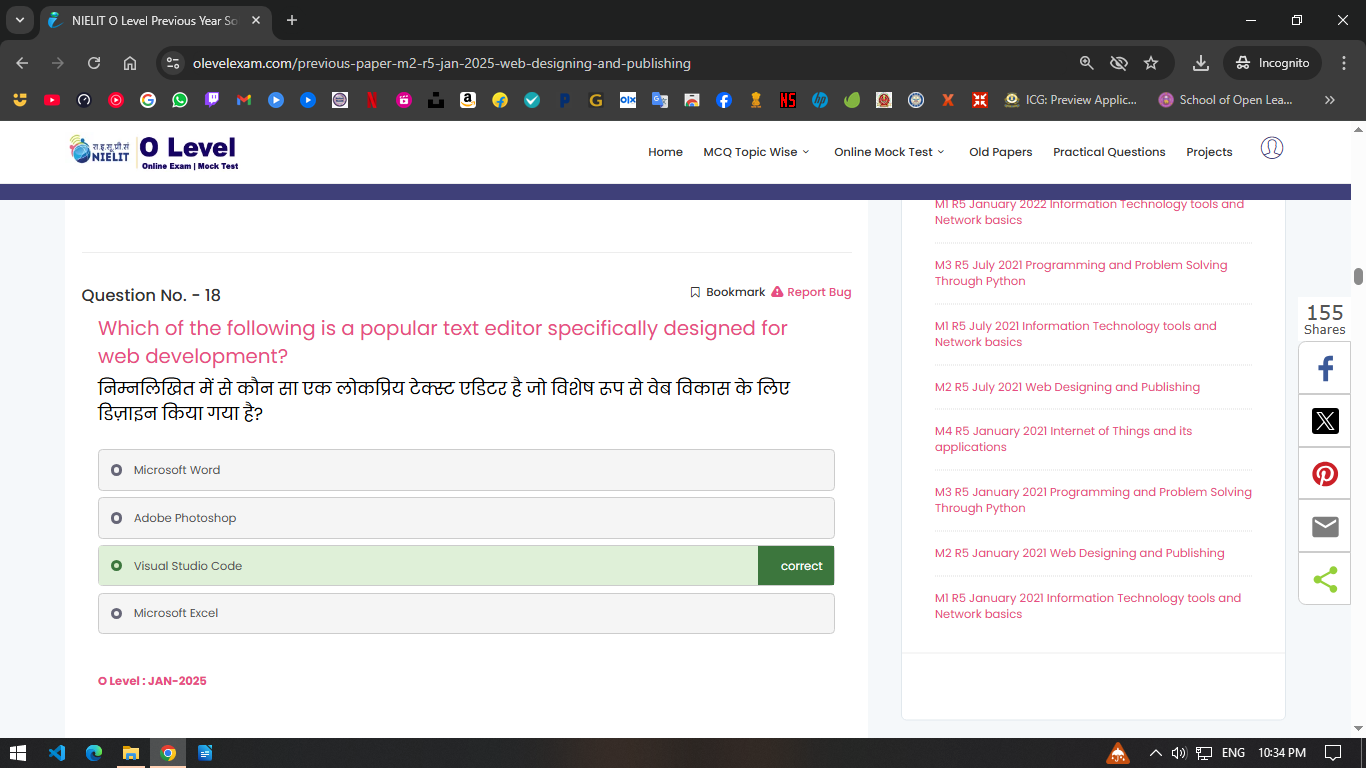 NIELIT O Level Previous Year So
olevelexam.com/previous-paper-m2-r5-jan-2025-web-designing-and-publishing
Incognito
ICG: Preview Applic...
School of Open Lea...
NIELIT
O Level
Online Exam | Mock Test
Home
MCQ Topic Wise
Online Mock Test
Old Papers
Practical Questions
Projects
Question No. - 18
Bookmark
Report Bug
Which of the following is a popular text editor specifically designed for
web development?
निम्नलिखित में से कौन सा एक लोकप्रिय टेक्स्ट एडिटर है जो विशेष रूप से वेब विकास के लिए
डिज़ाइन किया गया है?
Microsoft Word
Adobe Photoshop
Visual Studio Code
correct
Microsoft Excel
O Level : JAN-2025
M1 R5 January 2022 Information Technology tools and
Network basics
M3 R5 July 2021 Programming and Problem Solving
Through Python
M1 R5 July 2021 Information Technology tools and
Network basics
M2 R5 July 2021 Web Designing and Publishing
M4 R5 January 2021 Internet of Things and its
applications
M3 R5 January 2021 Programming and Problem Solving
Through Python
M2 R5 January 2021 Web Designing and Publishing
M1 R5 January 2021 Information Technology tools and
Network basics
155
Shares
ENG
10:34 PM